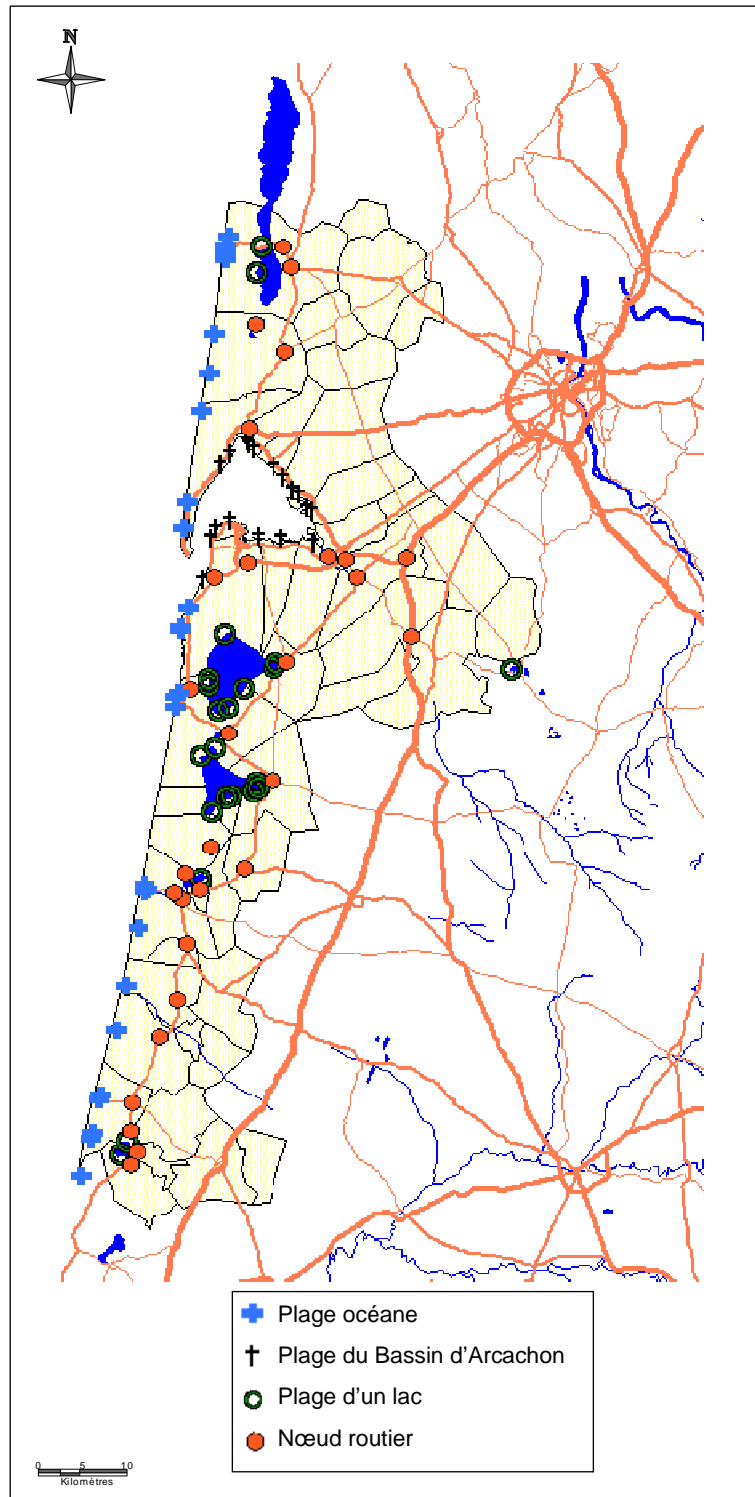 N
Plage océane
Plage du Bassin d'Arcachon
Plage d'un lac
Nœud routier
0 5 10
Kilomètres